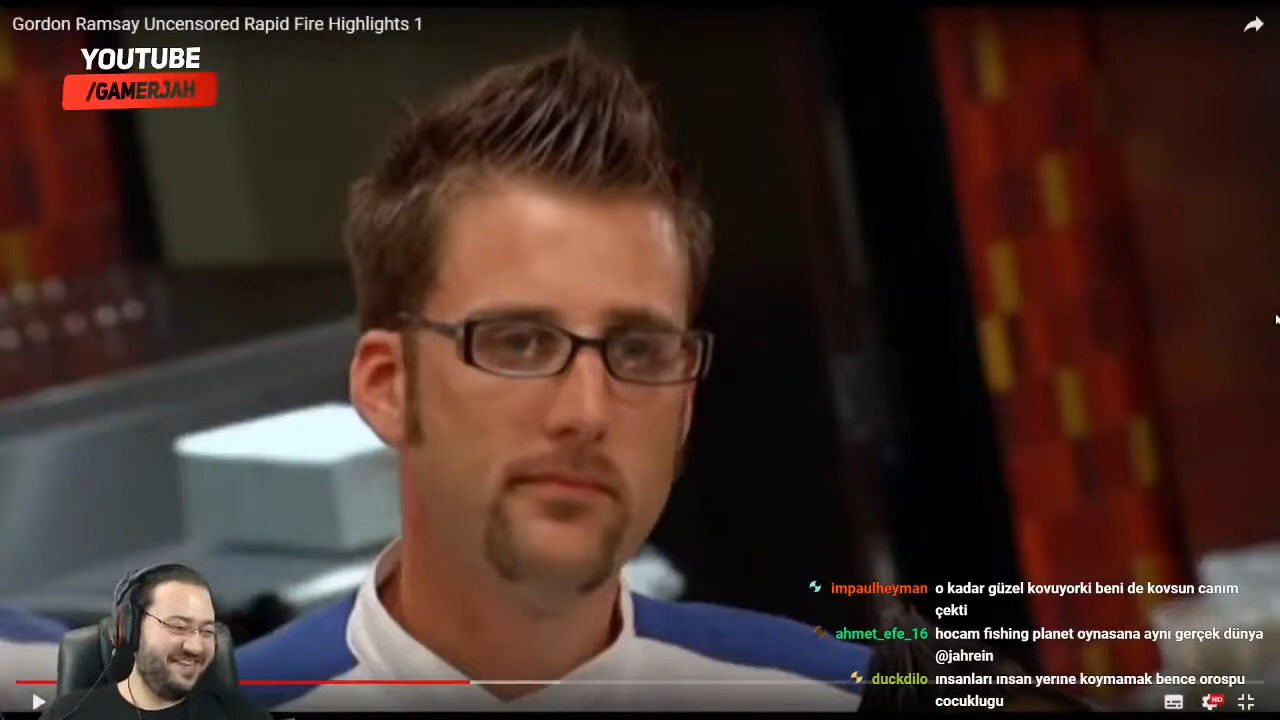 Gordon Ramsay Uncensored Rapid Fire Highlights 1
YOUTUBE
/GAMERJAH
impaulheyman o kadar güzel kovuyorki beni de kovsun canım
çekti
ahmet_efe_16 hocam fishing planet oynasana aynı gerçek dünya
@jahrein
duckdilo ınsanları ınsan yerıne koymamak bence orospu
cocuklugu
HD